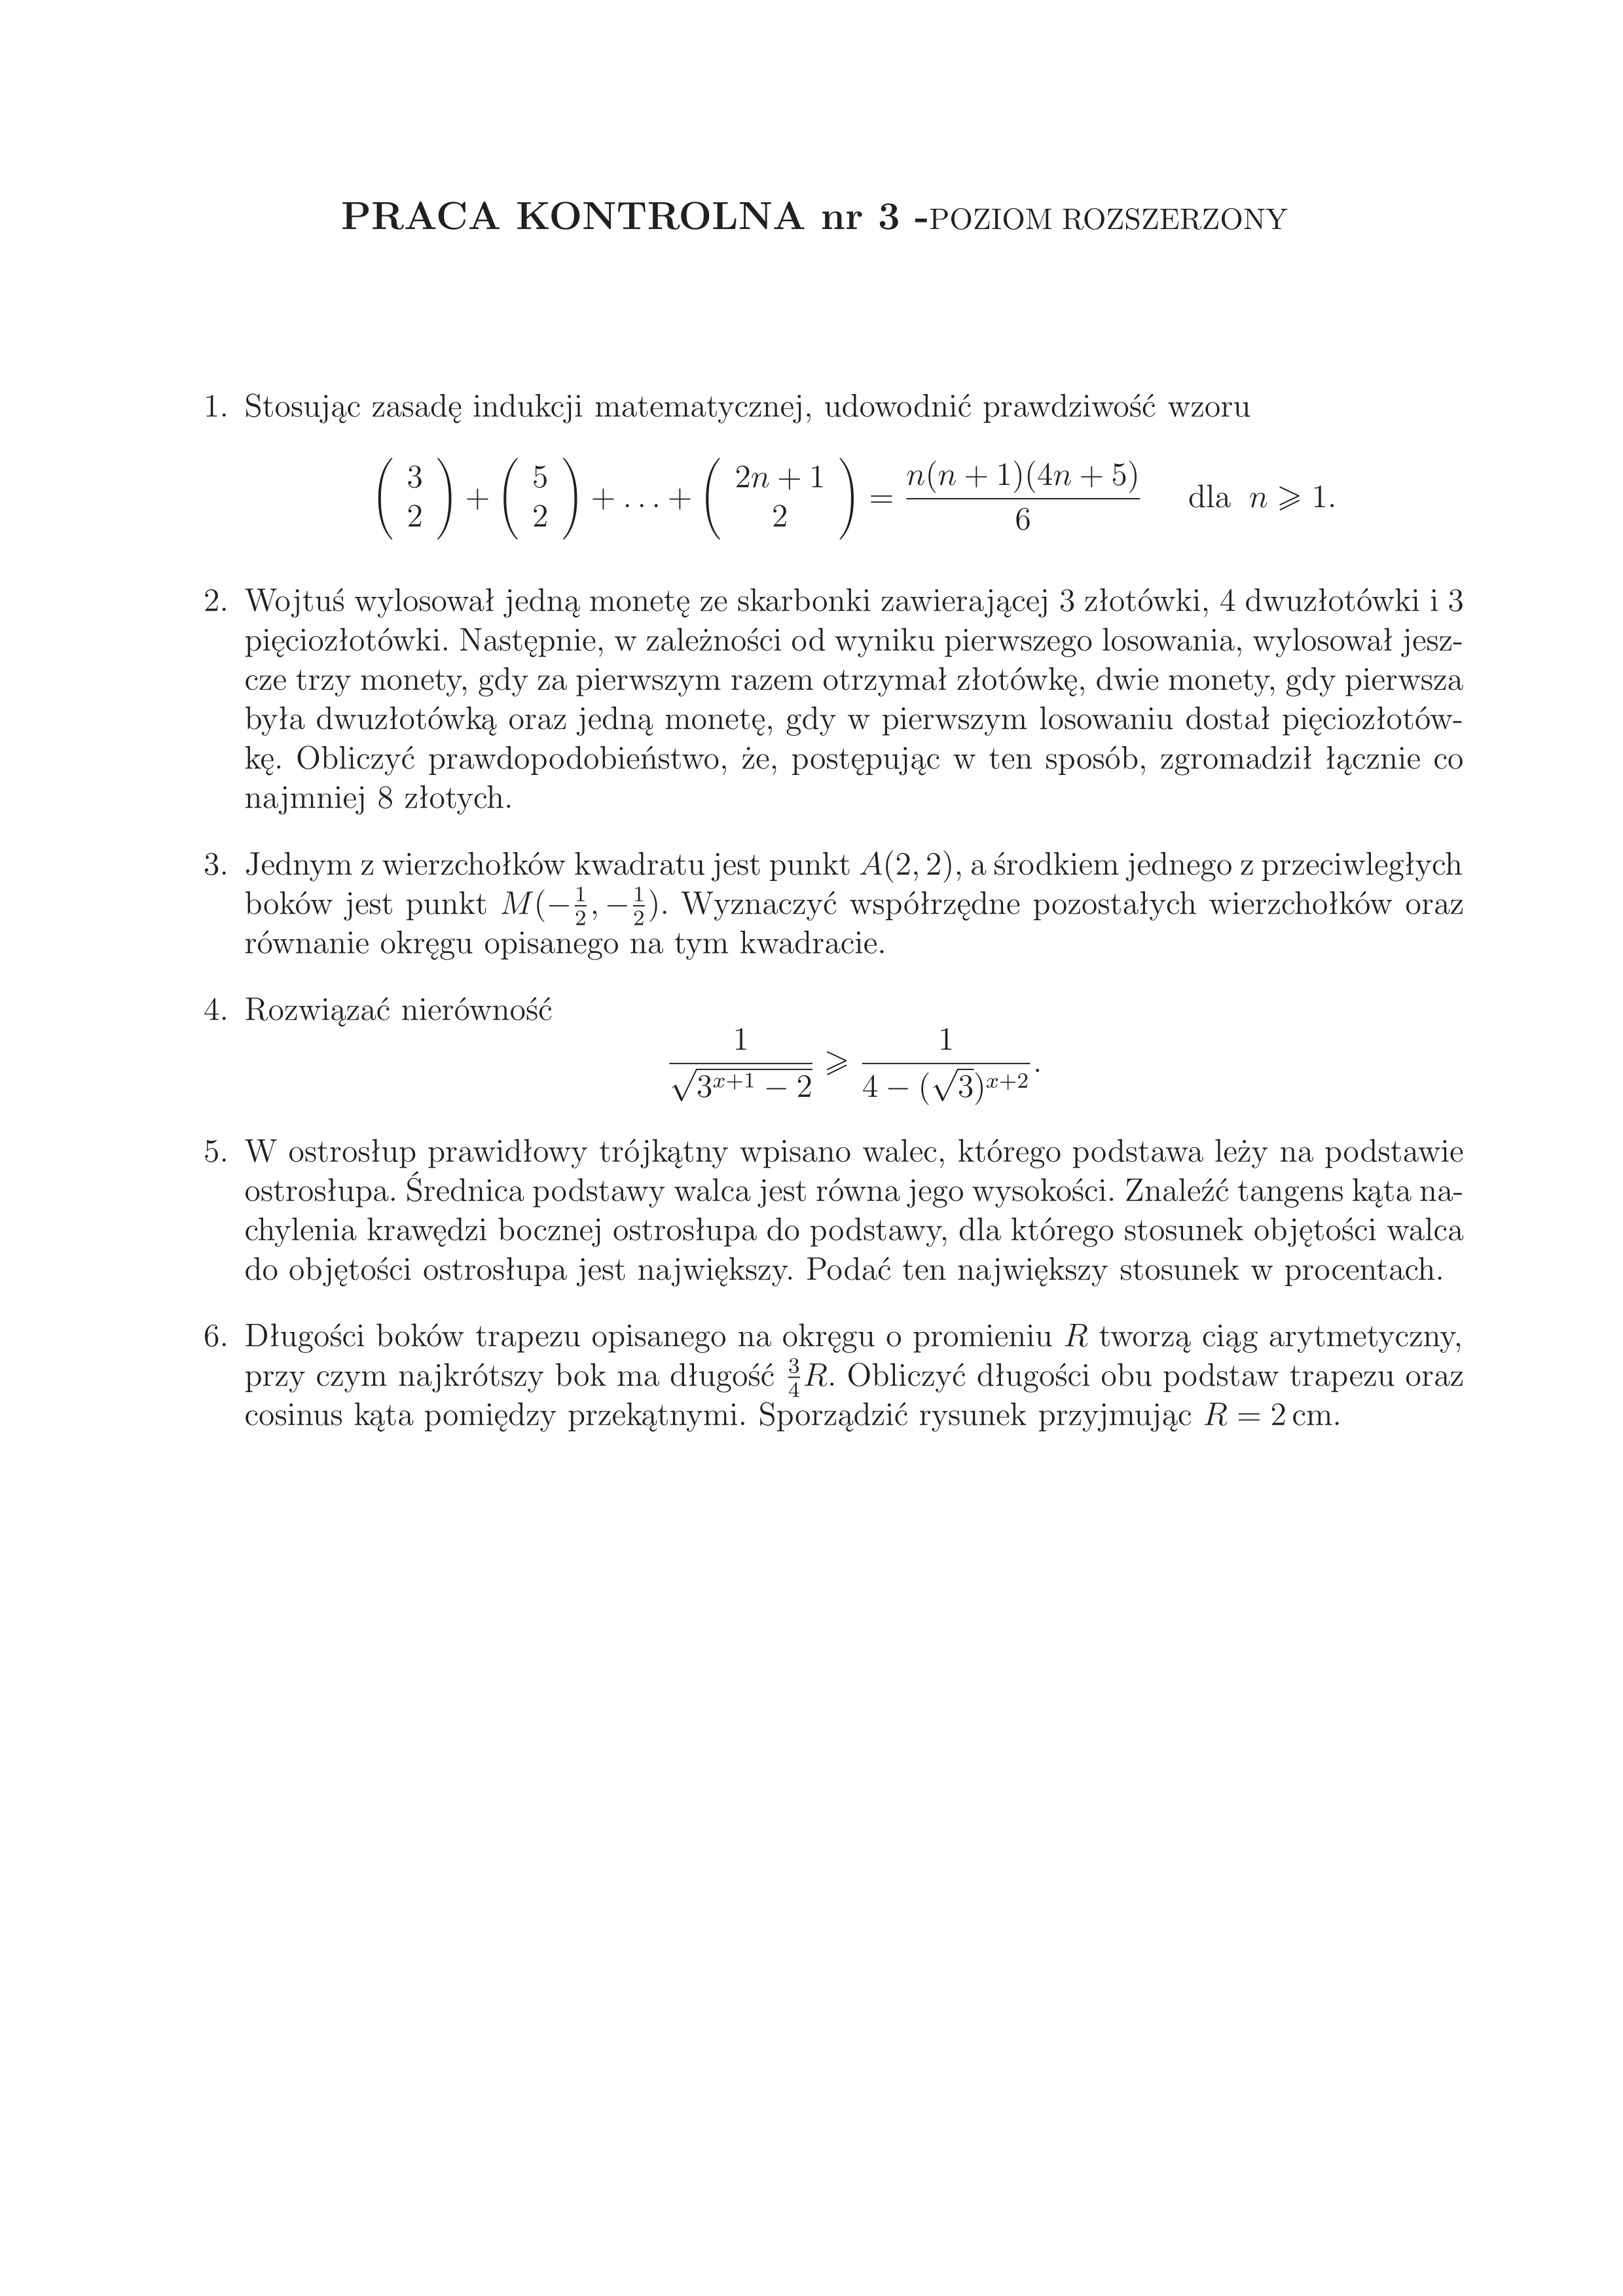 PRACA KONTROLNA nr 3 -POZIOM ROZSZERZONY
1. Stosując zasadę indukcji matematycznej, udowodnić prawdziwość wzoru
$\binom{3}{2} + \binom{5}{2} + \ldots + \binom{2n+1}{2} = \frac{n(n+1)(4n+5)}{6}$ dla $n \geqslant 1$.
2. Wojtuś wylosował jedną monetę ze skarbonki zawierającej 3 złotówki, 4 dwuzłotówki i 3
pięciozłotówki. Następnie, w zależności od wyniku pierwszego losowania, wylosował jesz-
cze trzy monety, gdy za pierwszym razem otrzymał złotówkę, dwie monety, gdy pierwsza
była dwuzłotówką oraz jedną monetę, gdy w pierwszym losowaniu dostał pięciozłotów-
kę. Obliczyć prawdopodobieństwo, że, postępując w ten sposób, zgromadził łącznie co
najmniej 8 złotych.
3. Jednym z wierzchołków kwadratu jest punkt $A(2, 2)$, a środkiem jednego z przeciwległych
boków jest punkt $M(-\frac{1}{2}, -\frac{1}{2})$. Wyznaczyć współrzędne pozostałych wierzchołków oraz
równanie okręgu opisanego na tym kwadracie.
4. Rozwiązać nierówność
$\frac{1}{\sqrt{3^{x+1} - 2}} \geqslant \frac{1}{4 - (\sqrt{3})^{x+2}}$.
5. W ostrosłup prawidłowy trójkątny wpisano walec, którego podstawa leży na podstawie
ostrosłupa. Średnica podstawy walca jest równa jego wysokości. Znaleźć tangens kąta na-
chylenia krawędzi bocznej ostrosłupa do podstawy, dla którego stosunek objętości walca
do objętości ostrosłupa jest największy. Podać ten największy stosunek w procentach.
6. Długości boków trapezu opisanego na okręgu o promieniu $R$ tworzą ciąg arytmetyczny,
przy czym najkrótszy bok ma długość $\frac{3}{4}R$. Obliczyć długości obu podstaw trapezu oraz
cosinus kąta pomiędzy przekątnymi. Sporządzić rysunek przyjmując $R = 2$ cm.